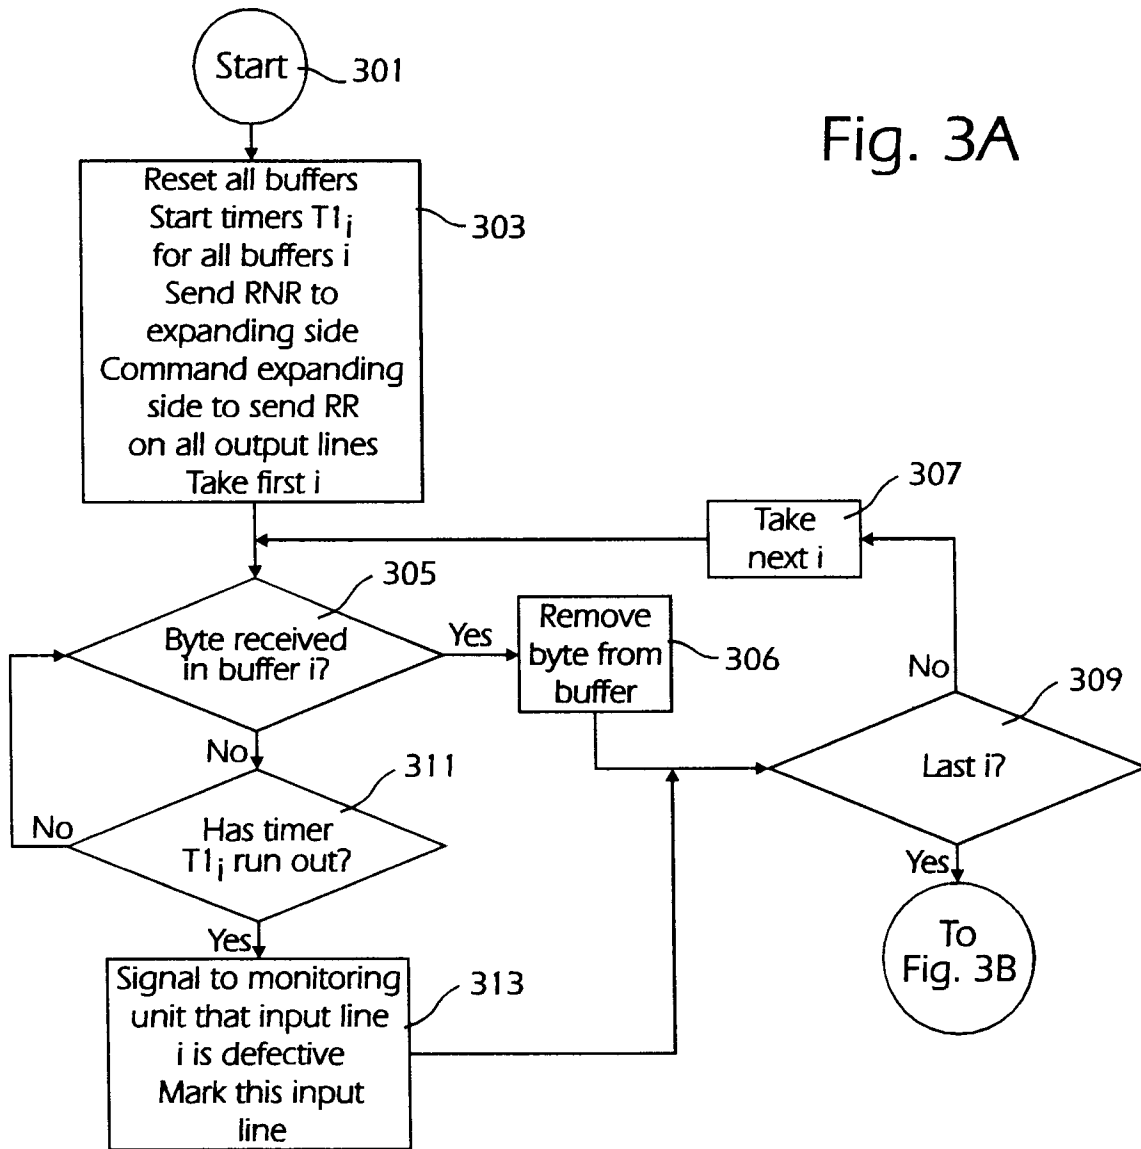 Start
301
Fig. 3A
Reset all buffers
Start timers T1i
for all buffers i
Send RNR to
expanding side
Command expanding
side to send RR
on all output lines
Take first i
303
307
Take
next i
305
Byte received
in buffer i?
Yes
Remove
byte from
buffer
306
No
309
Last i?
No
311
No
Has timer
T1i run out?
Yes
Yes
To
Fig. 3B
Signal to monitoring
unit that input line
i is defective
Mark this input
line
313